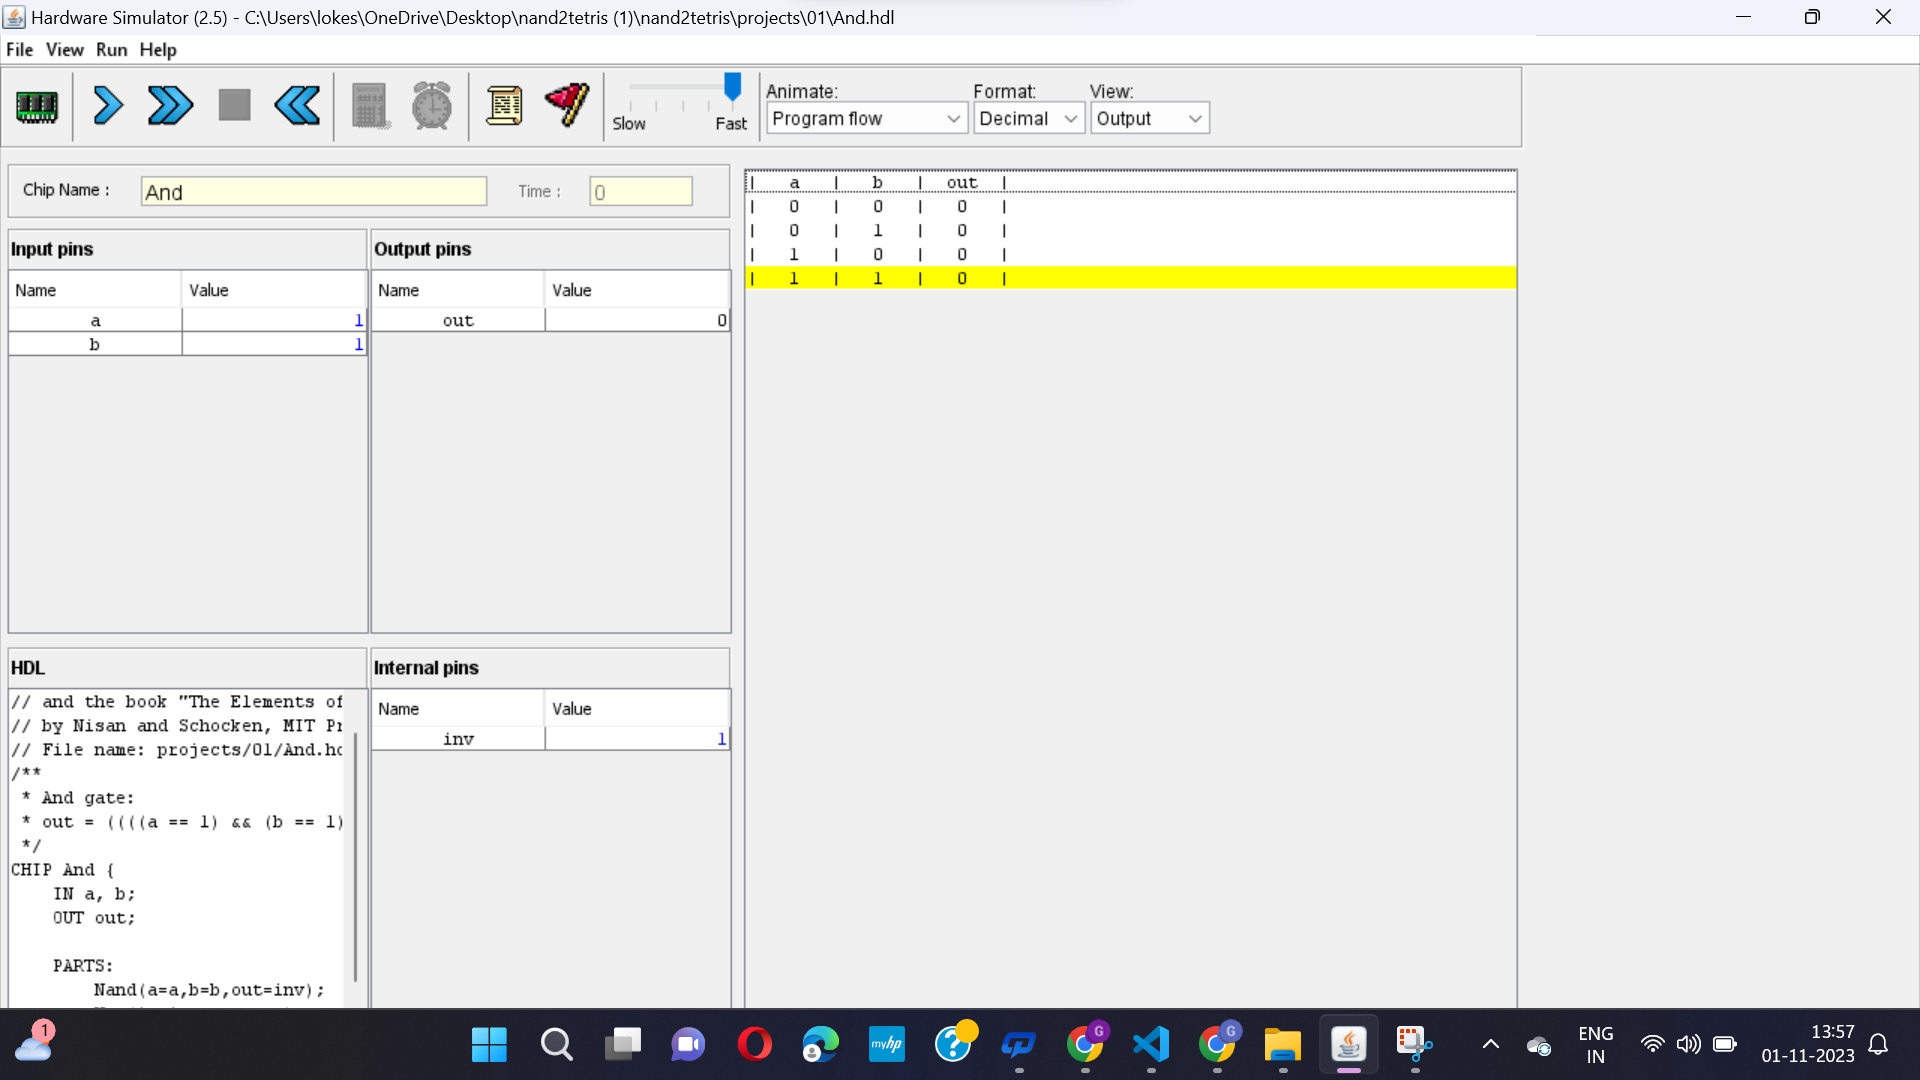 Hardware Simulator (2.5) - C:\Users\lokes\OneDrive\Desktop\nand2tetris (1)\nand2tetris\projects\01\And.hdl
File View Run Help
Slow Fast
Animate: Format: View:
Program flow Decimal Output
Chip Name : And Time : 0
Input pins
Name Value
a 1
b 1
Output pins
Name Value
out 0
| a | b | out |
| 0 | 0 | 0 |
| 0 | 1 | 0 |
| 1 | 0 | 0 |
| 1 | 1 | 0 |
HDL
// and the book "The Elements of
// by Nisan and Schocken, MIT Pr
// File name: projects/01/And.hd
/**
* And gate:
* out = ((((a == 1) && (b == 1)
*/
CHIP And {
IN a, b;
OUT out;
PARTS:
Nand(a=a,b=b,out=inv);
Internal pins
Name Value
inv 1
1
myhp
G
G
ENG
IN
13:57
01-11-2023